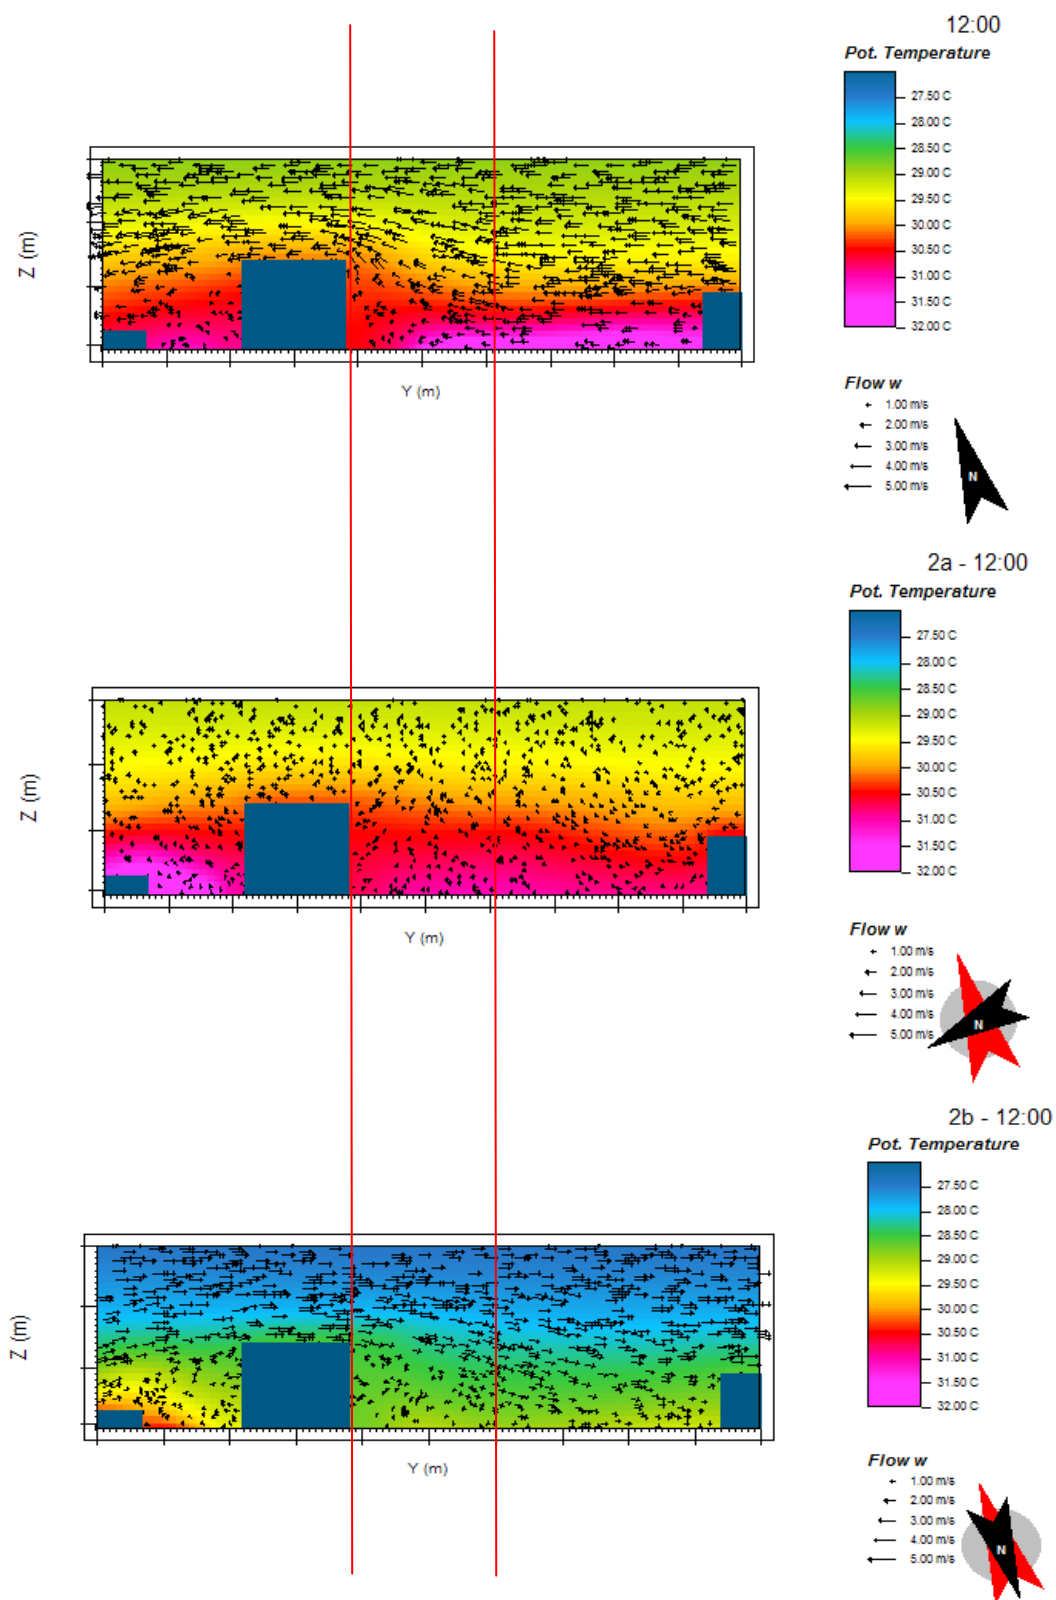 12:00
Pot. Temperature
27.50 C
28.00 C
28.50 C
29.00 C
29.50 C
30.00 C
30.50 C
31.00 C
31.50 C
32.00 C
Z (m)
Y (m)
Flow w
1.00 m/s
2.00 m/s
3.00 m/s
4.00 m/s
5.00 m/s
N
2a - 12:00
Pot. Temperature
27.50 C
28.00 C
28.50 C
29.00 C
29.50 C
30.00 C
30.50 C
31.00 C
31.50 C
32.00 C
Z (m)
Y (m)
Flow w
1.00 m/s
2.00 m/s
3.00 m/s
4.00 m/s
5.00 m/s
N
2b - 12:00
Pot. Temperature
27.50 C
28.00 C
28.50 C
29.00 C
29.50 C
30.00 C
30.50 C
31.00 C
31.50 C
32.00 C
Z (m)
Y (m)
Flow w
1.00 m/s
2.00 m/s
3.00 m/s
4.00 m/s
5.00 m/s
N